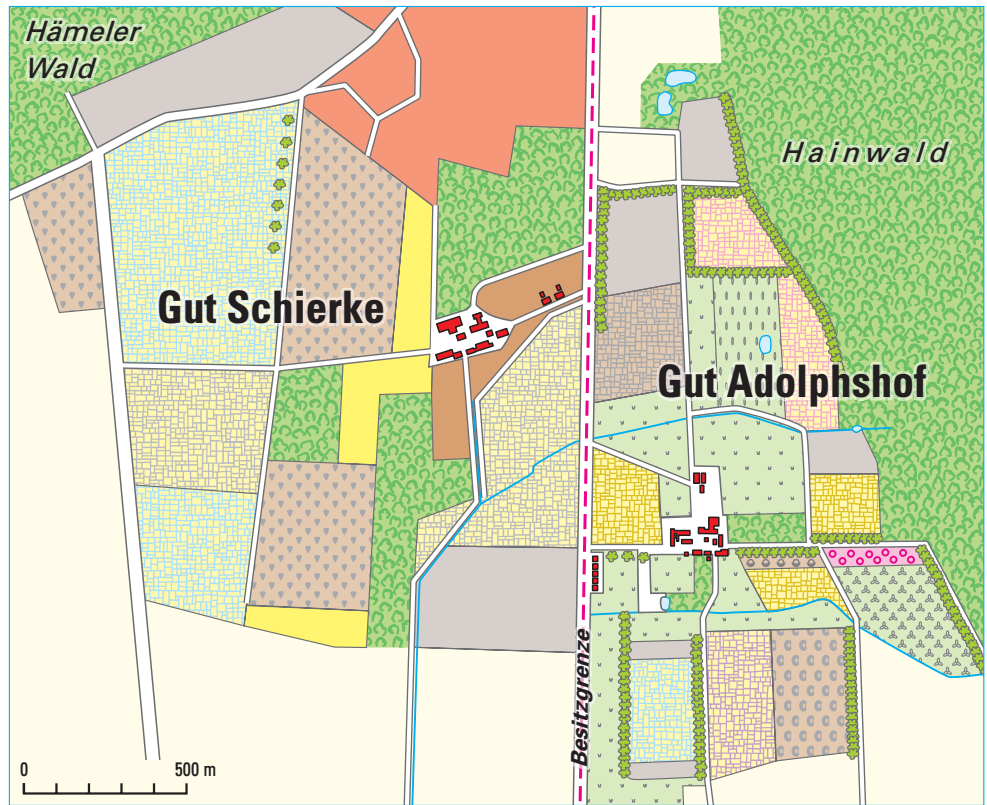 Hämeler
Wald
Hainwald
Gut Schierke
Gut Adolphshof
Besitzgrenze
0 500 m